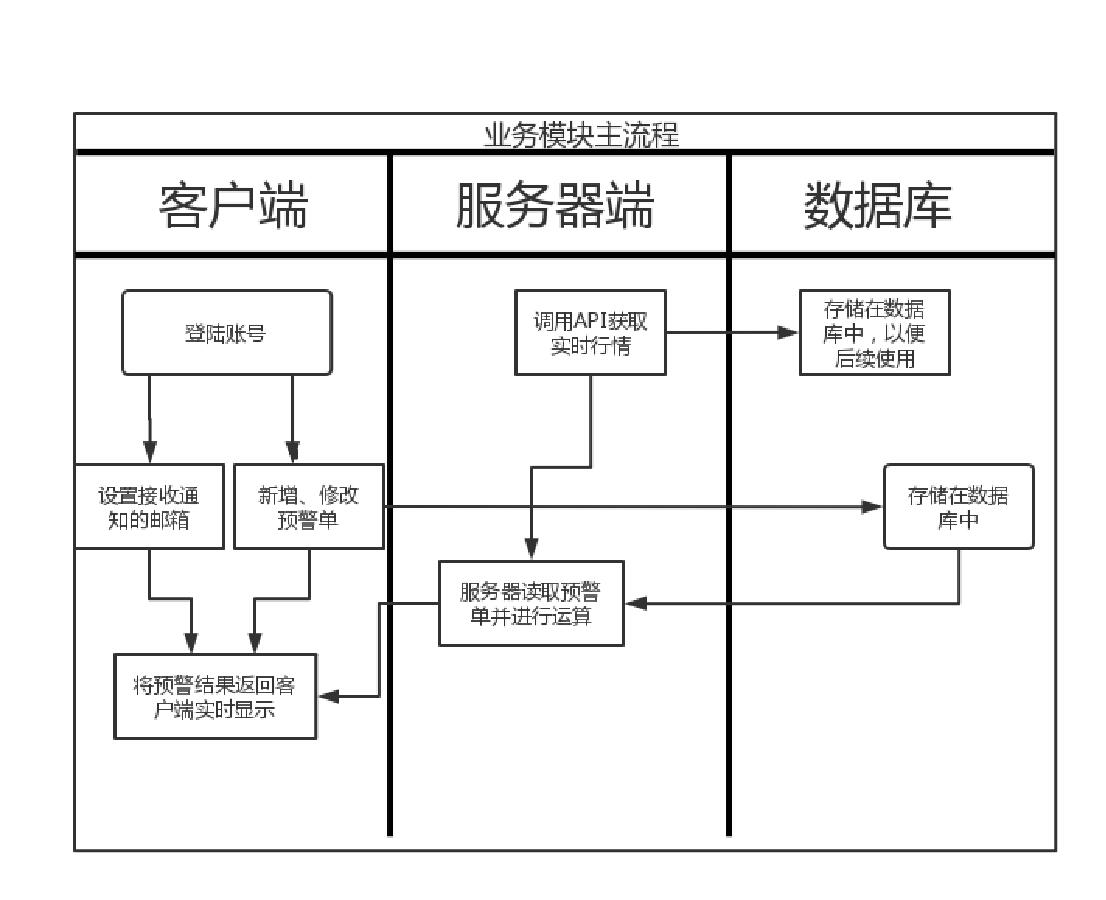 业务模块主流程
客户端
服务器端
数据库
登陆账号
调用API获取
实时行情
存储在数据
库中，以便
后续使用
设置接收通
知的邮箱
新增、修改
预警单
存储在数据
库中
服务器读取预警
单并进行运算
将预警结果返回客
户端实时显示